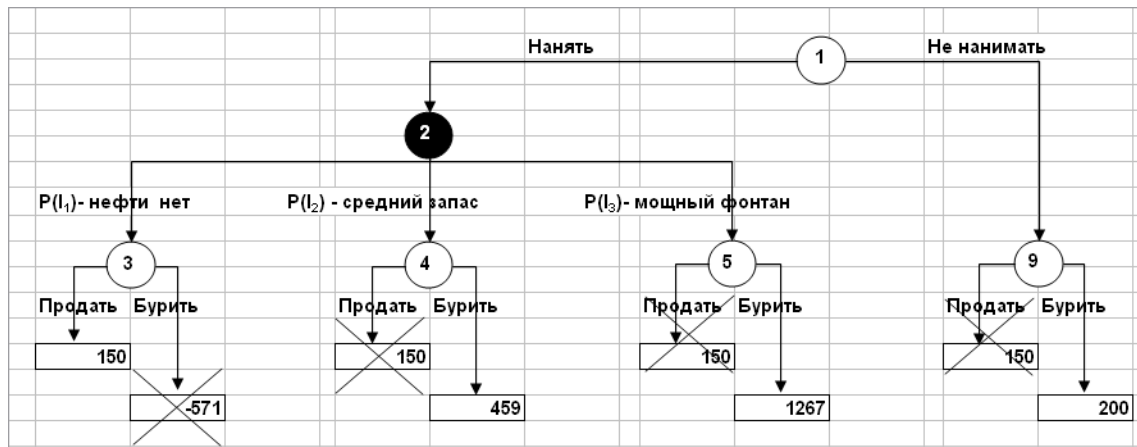 Нанять
1
Не нанимать
2
P(I₁)- нефти нет
P(I₂) - средний запас
P(I₃)- мощный фонтан
3
4
5
9
Продать Бурить
Продать Бурить
Продать Бурить
Продать Бурить
150
150
150
150
-571
459
1267
200